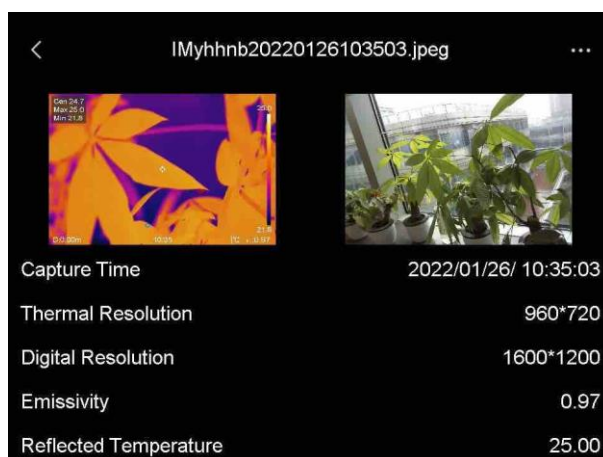 IMyhhnb20220126103503.jpeg
Cen 24.7
Max 25.0
Min 21.8
25.0
21.8
Capture Time 2022/01/26/ 10:35:03
Thermal Resolution 960*720
Digital Resolution 1600*1200
Emissivity 0.97
Reflected Temperature 25.00